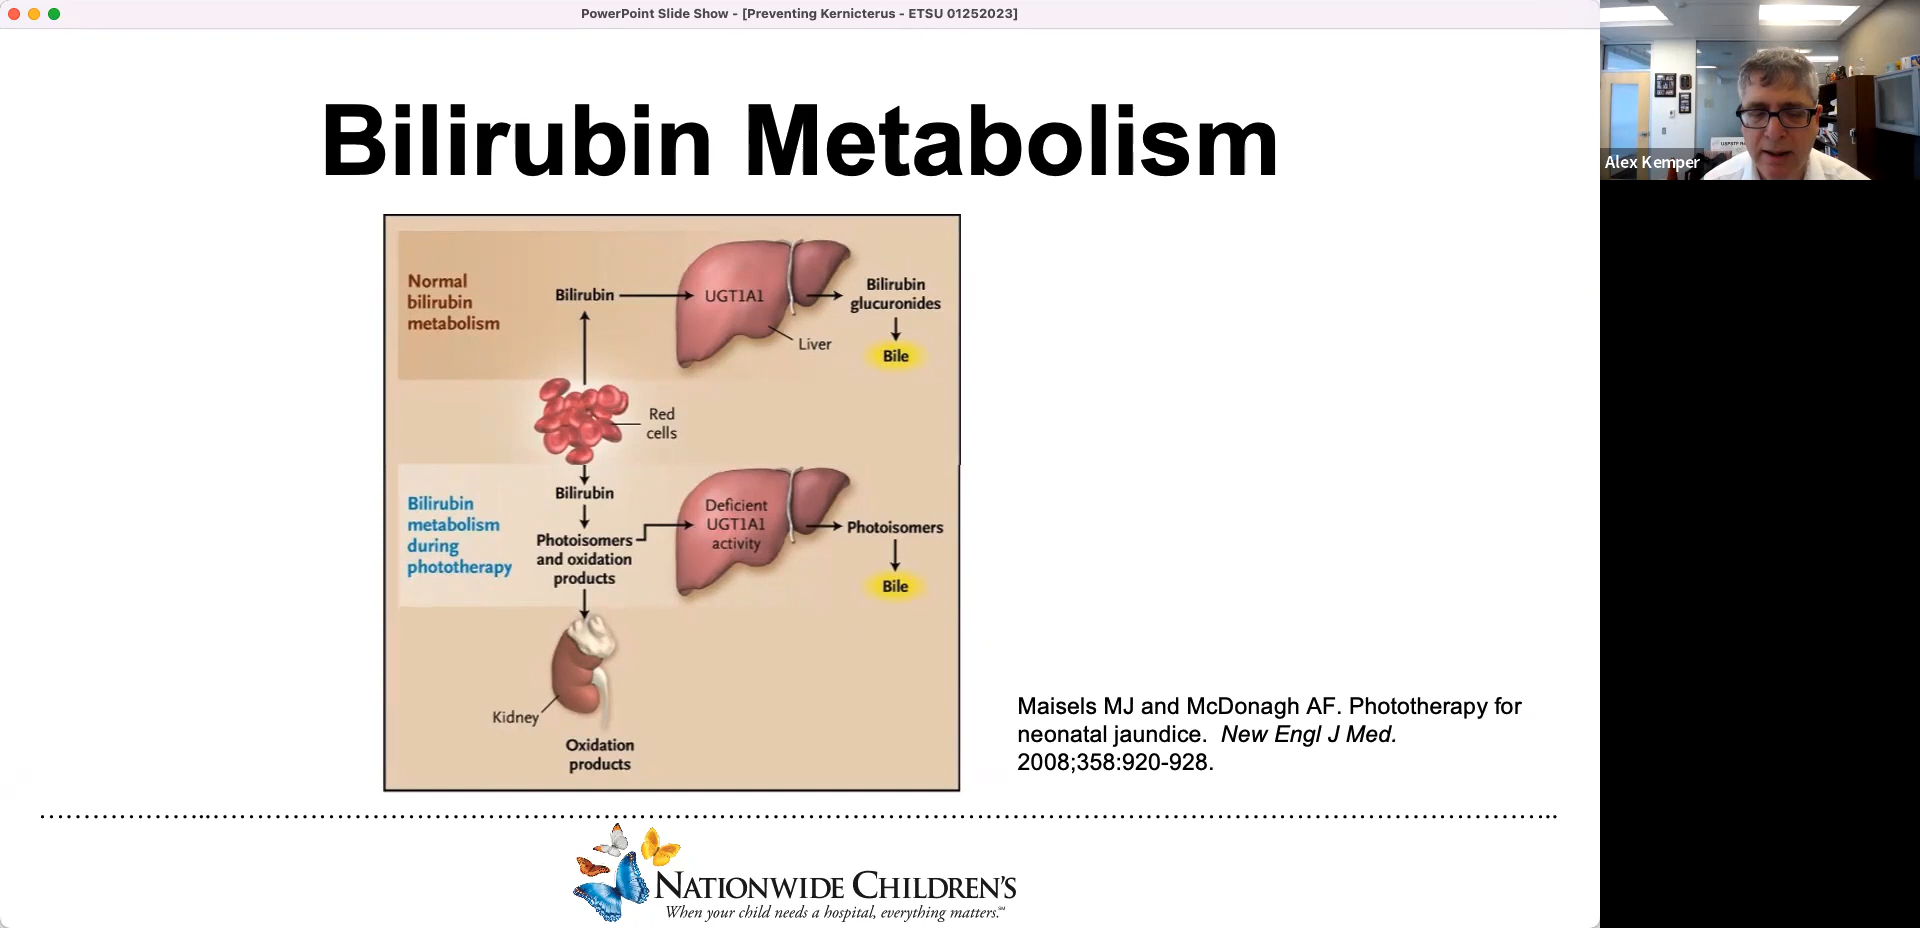 PowerPoint Slide Show - [Preventing Kernicterus - ETSU 01252023]
Bilirubin Metabolism
Normal
bilirubin
metabolism
Bilirubin
UGT1A1
Liver
Bilirubin
glucuronides
Bile
Red
cells
Bilirubin
metabolism
during
phototherapy
Bilirubin
Photoisomers
and oxidation
products
Deficient
UGT1A1
activity
Photoisomers
Bile
Kidney
Oxidation
products
Maisels MJ and McDonagh AF. Phototherapy for
neonatal jaundice. New Engl J Med.
2008;358:920-928.
NATIONWIDE CHILDREN'S
When your child needs a hospital, everything matters.℠
Alex Kemper